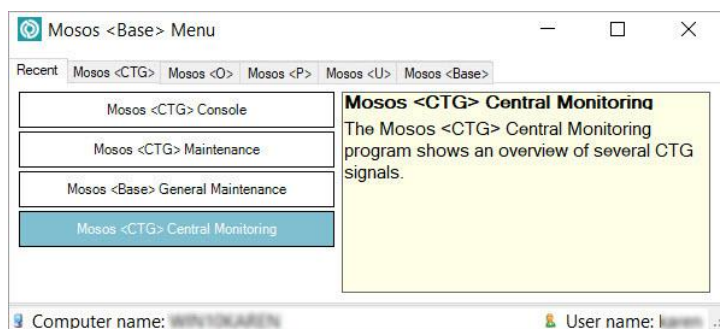 Mosos <Base> Menu
Recent Mosos <CTG> Mosos <O> Mosos <P> Mosos <U> Mosos <Base>
Mosos <CTG> Console
Mosos <CTG> Maintenance
Mosos <Base> General Maintenance
Mosos <CTG> Central Monitoring
Mosos <CTG> Central Monitoring
The Mosos <CTG> Central Monitoring
program shows an overview of several CTG
signals.
Computer name:
User name: